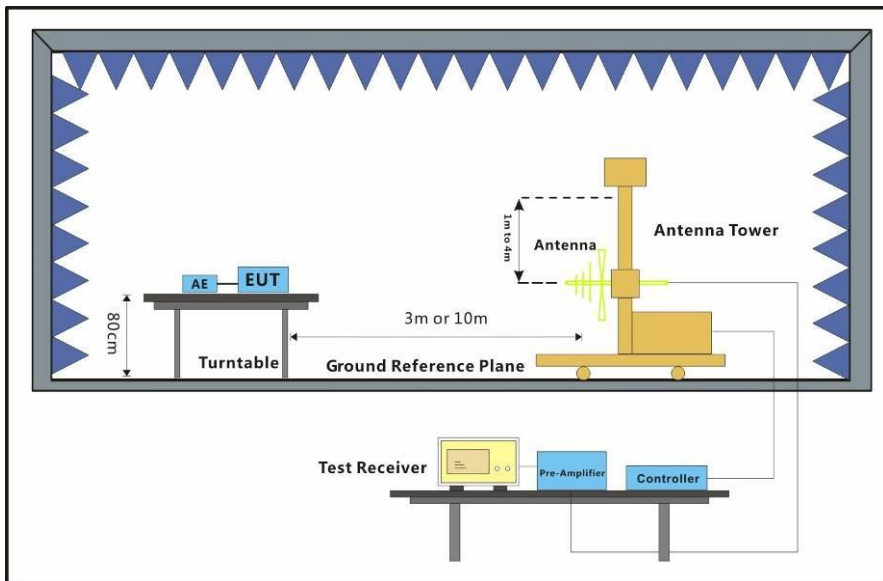 1m to 4m
Antenna
Antenna Tower
AE
EUT
80cm
3m or 10m
Turntable
Ground Reference Plane
Test Receiver
Pre-Amplifier
Controller